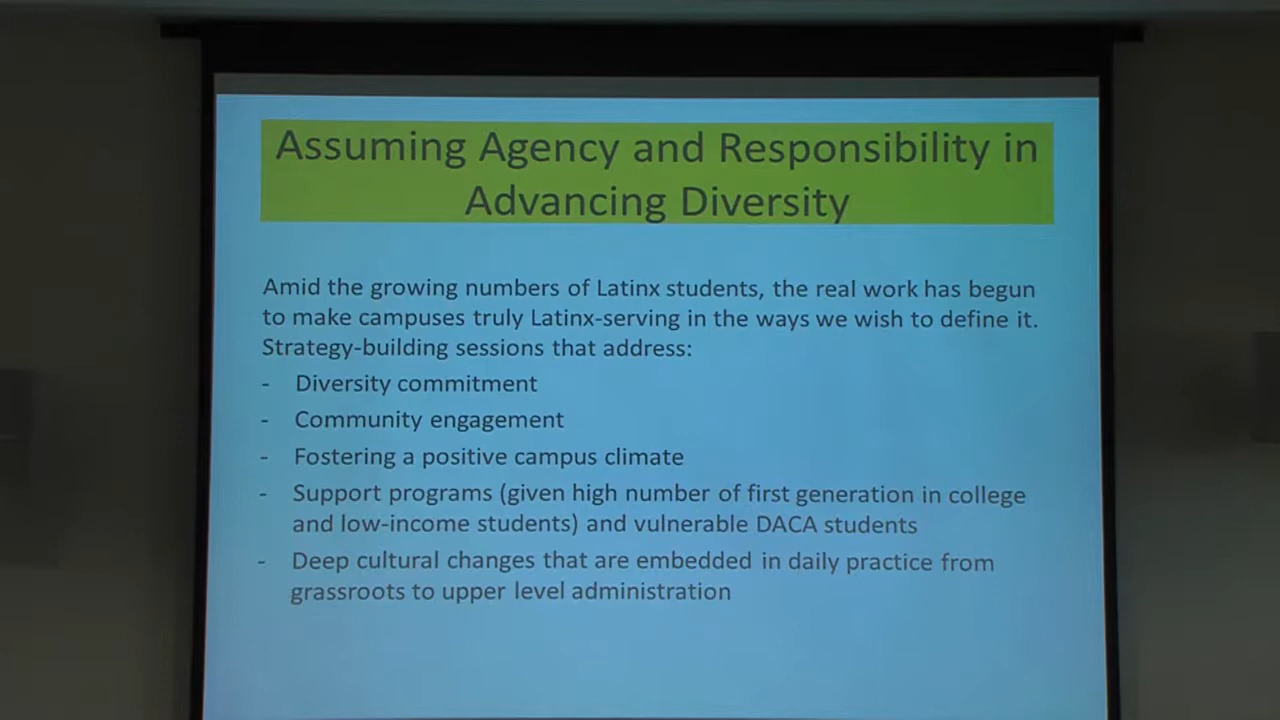 Assuming Agency and Responsibility in
Advancing Diversity
Amid the growing numbers of Latinx students, the real work has begun
to make campuses truly Latinx-serving in the ways we wish to define it.
Strategy-building sessions that address:
- Diversity commitment
- Community engagement
- Fostering a positive campus climate
- Support programs (given high number of first generation in college
and low-income students) and vulnerable DACA students
- Deep cultural changes that are embedded in daily practice from
grassroots to upper level administration